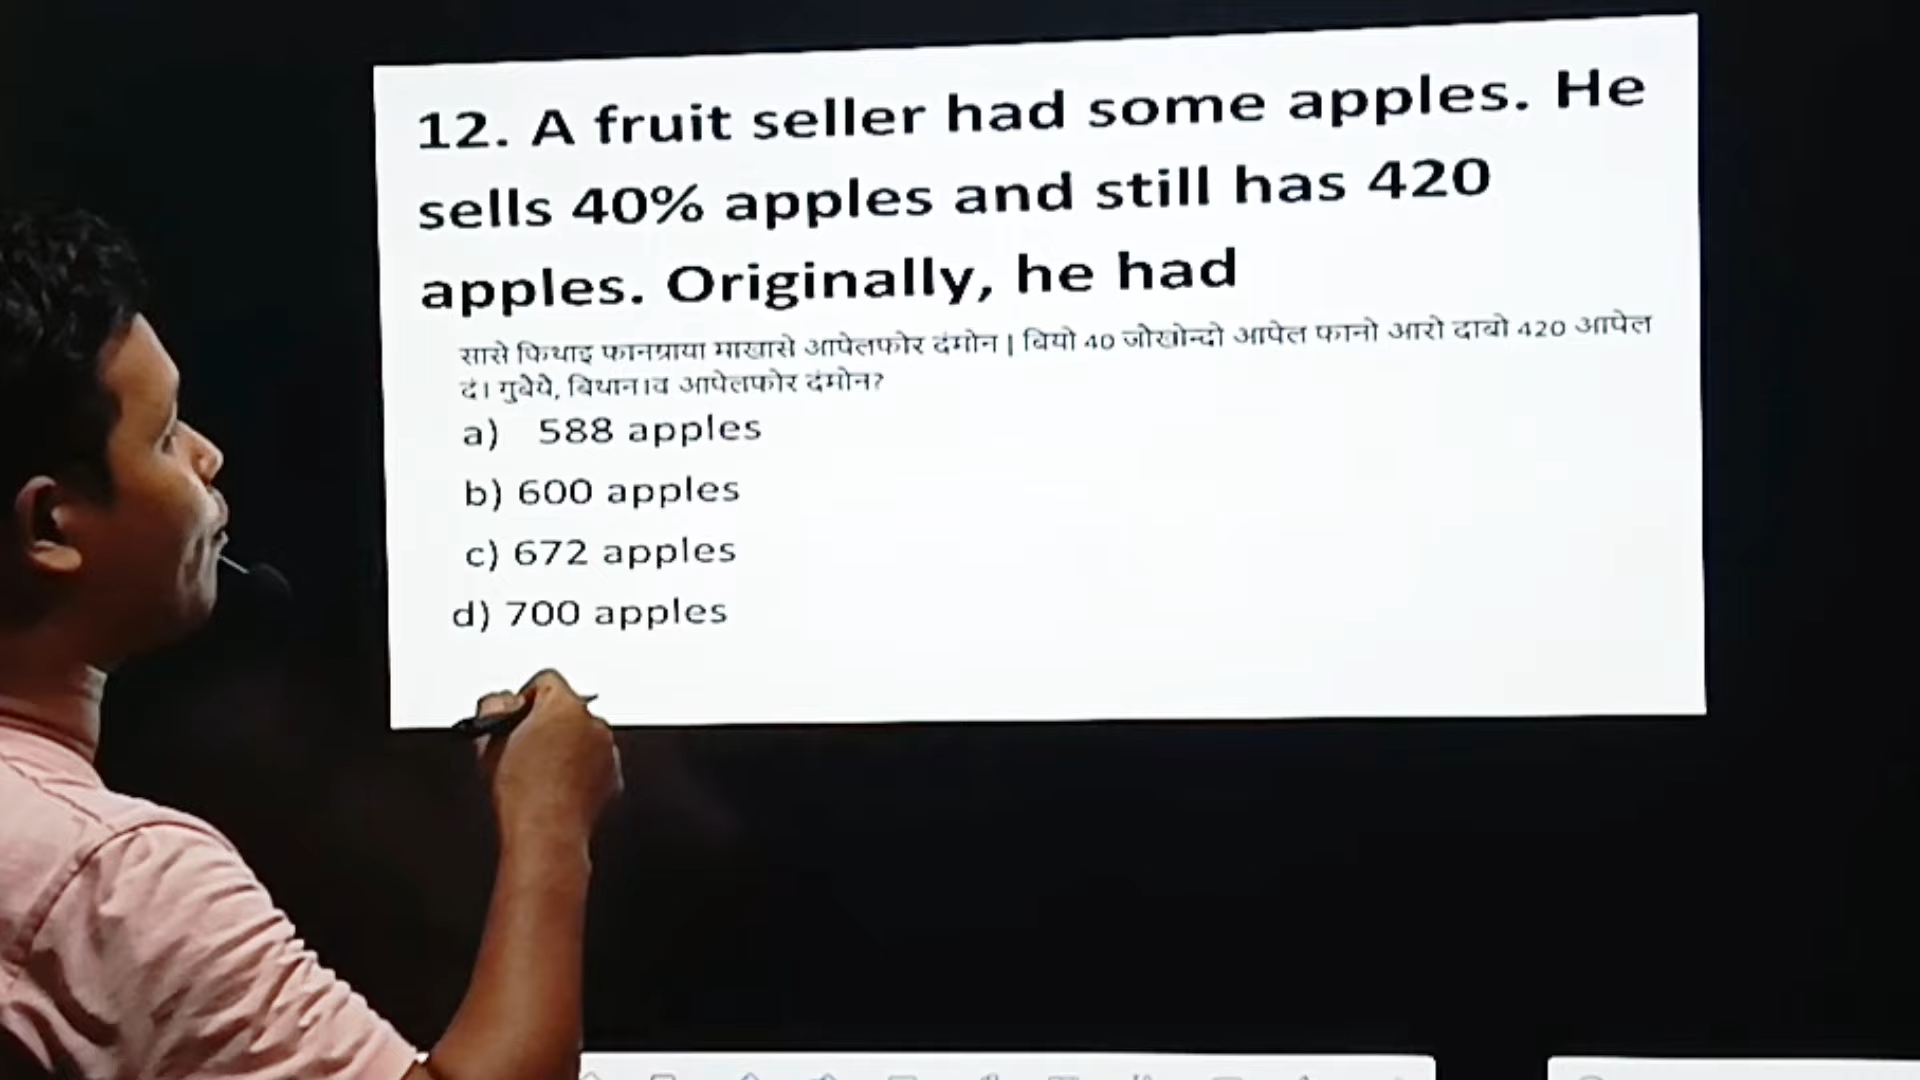 12. A fruit seller had some apples. He
sells 40% apples and still has 420
apples. Originally, he had
सासे फिथाइ फानग्राया माखासे आपेलफोर दंमोन | बियो 40 जौखोन्दो आपेल फानो आरो दाबो 420 आपेल
दं। गुबैयै, बिथान।व आपेलफोर दंमोन?
a) 588 apples
b) 600 apples
c) 672 apples
d) 700 apples